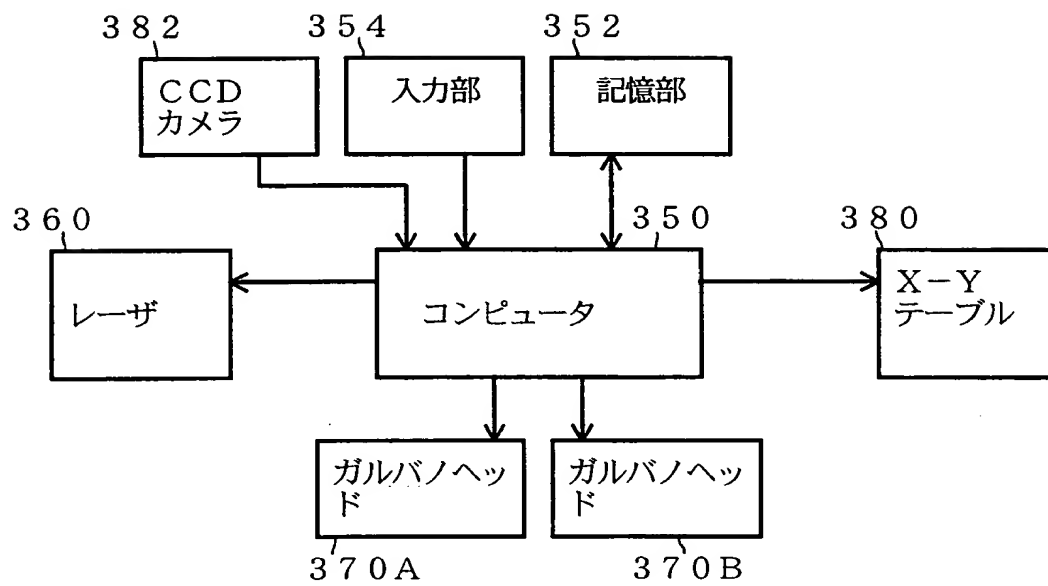 ３８２
３５４
３５２
ＣＣＤ
カメラ
入力部
記憶部
３６０
３５０
３８０
レーザ
コンピュータ
Ｘ－Ｙ
テーブル
ガルバノヘッ
ド
ガルバノヘッ
ド
３７０Ａ
３７０Ｂ